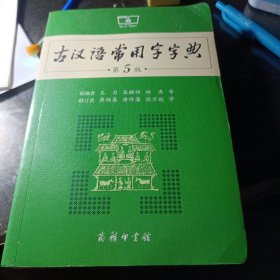 古汉语常用字字典
第5版
原编者 王力 岑麒祥 林焘 等
修订者 蒋绍愚 唐作藩 张万起 等
商务印书馆